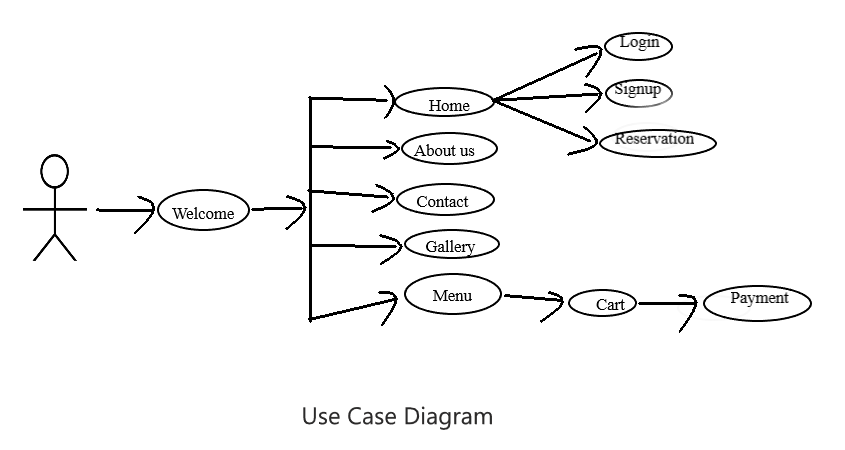 Login
Signup
Home
Reservation
About us
Welcome
Contact
Gallery
Menu
Cart
Payment
Use Case Diagram